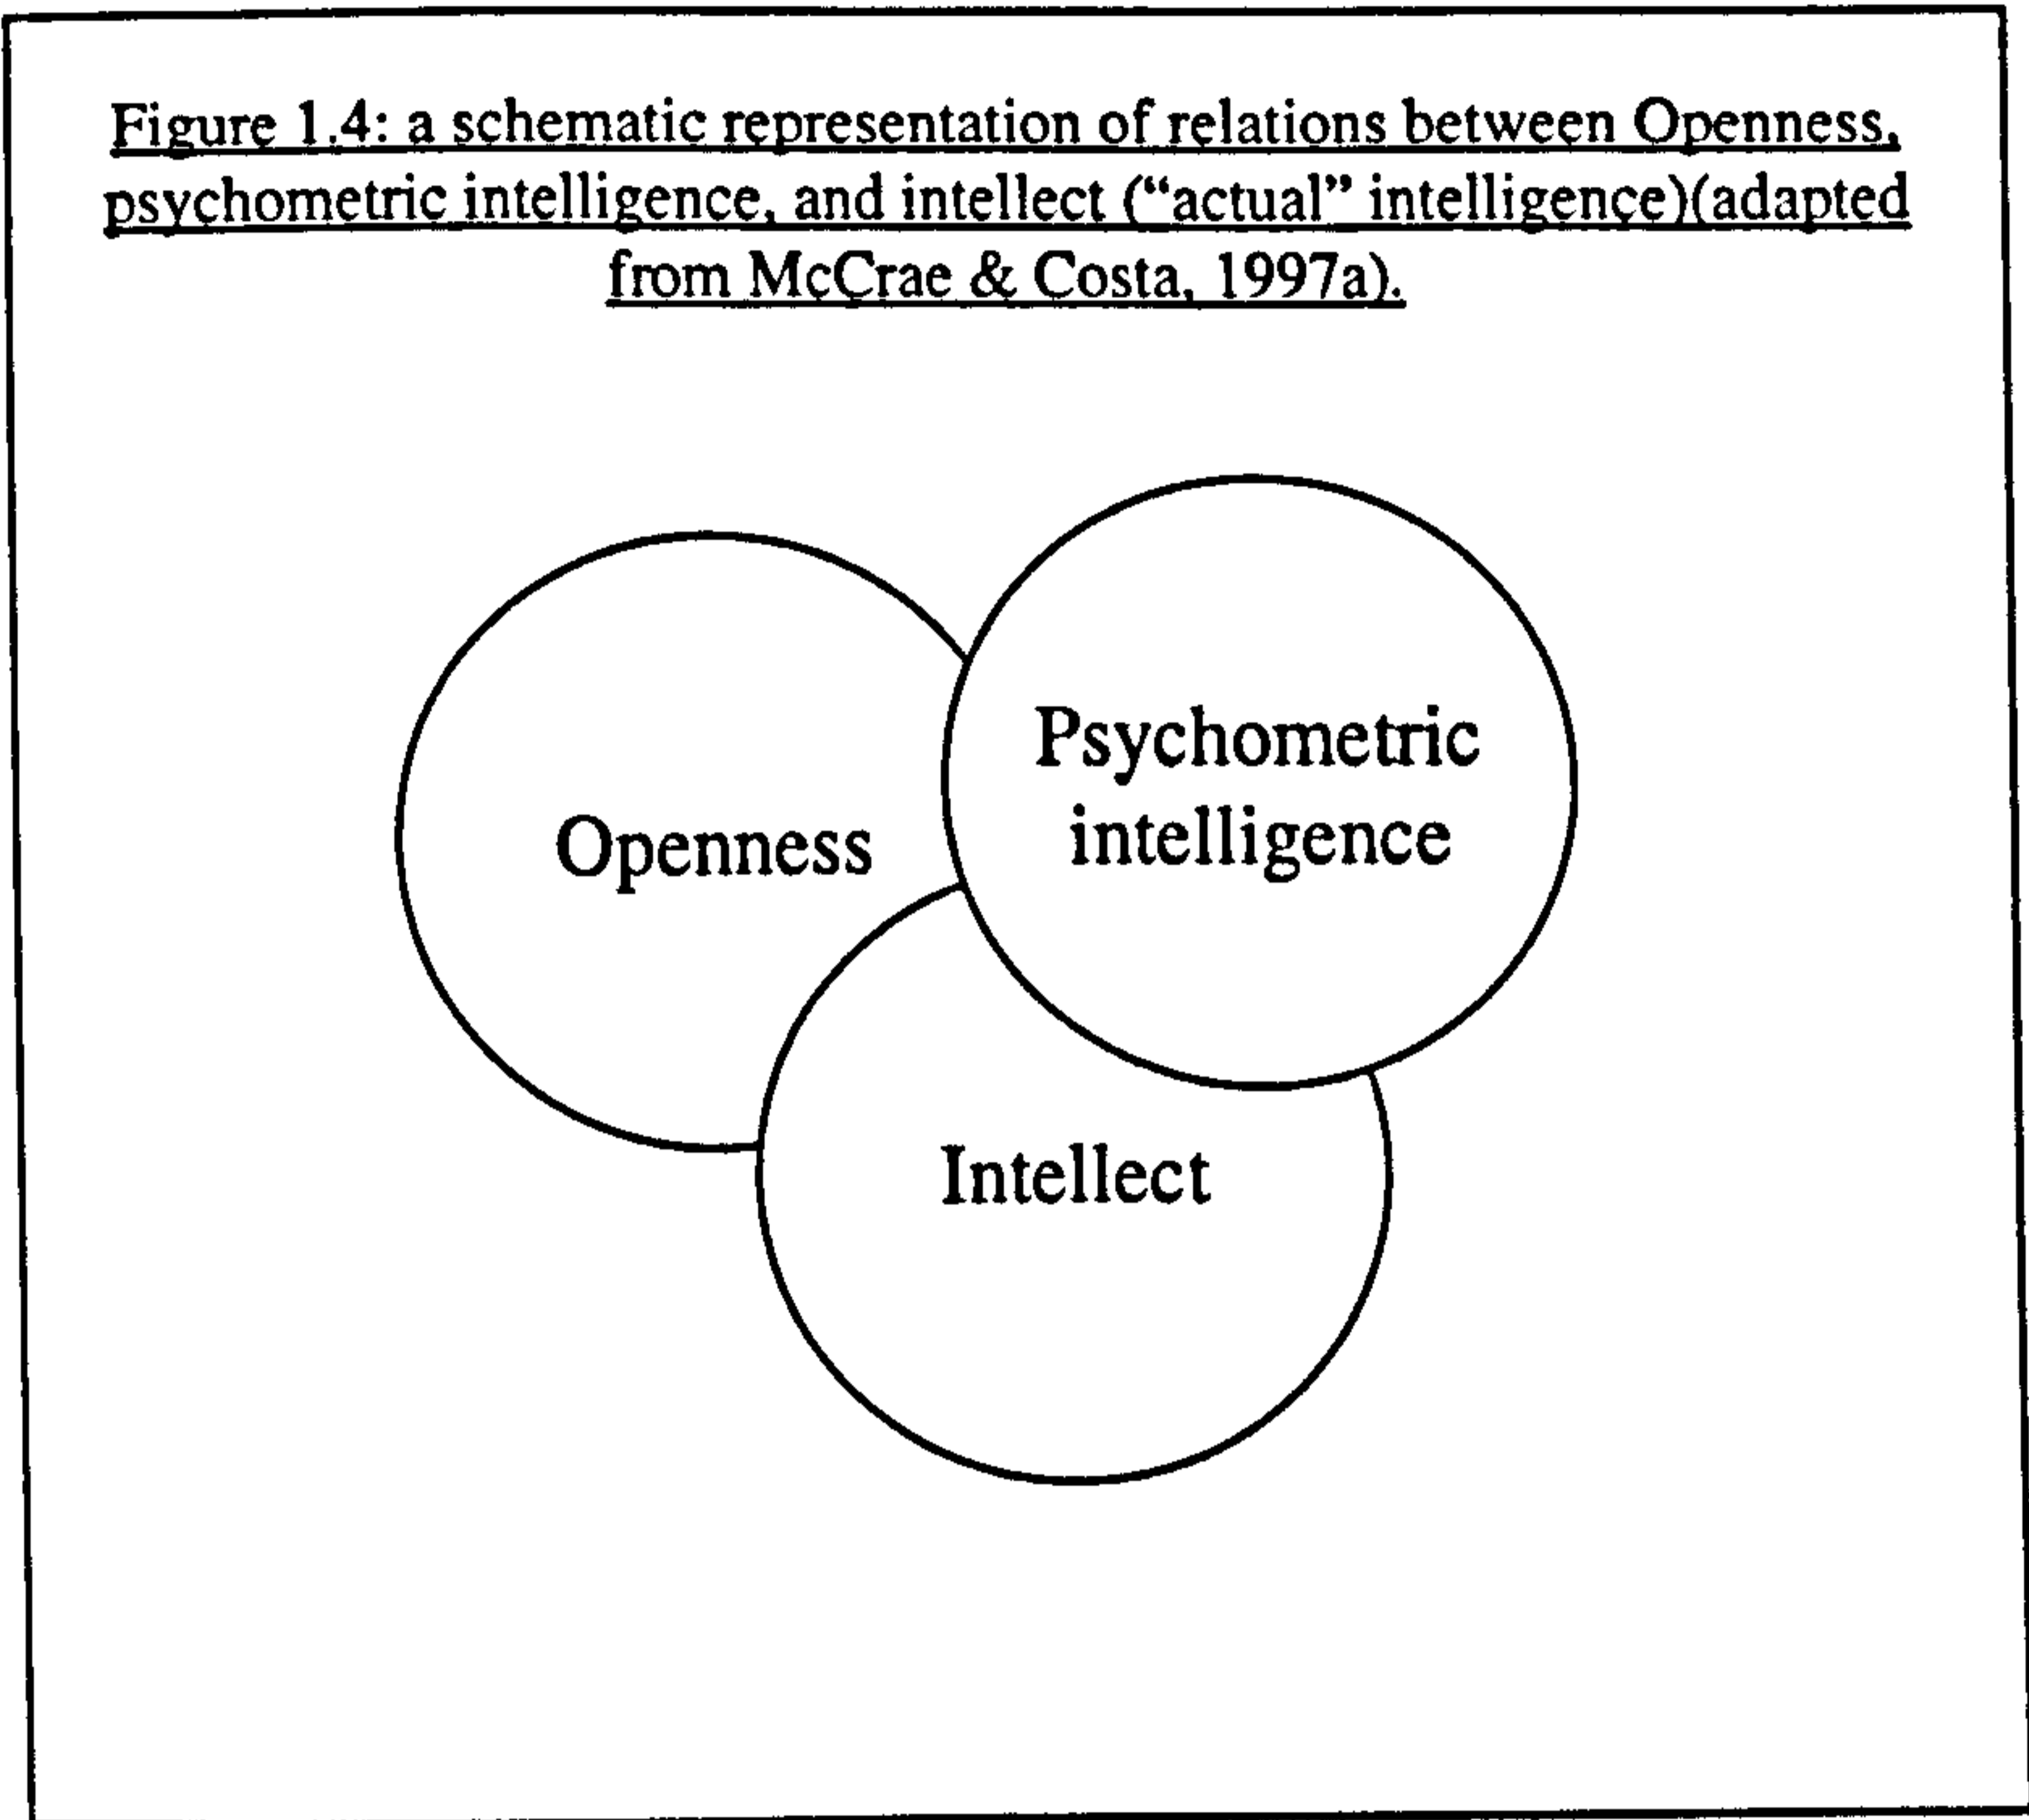 Figure 1.4: a schematic representation of relations between Openness,
psychometric intelligence, and intellect (“actual” intelligence)(adapted
from McCrae & Costa, 1997a).
Psychometric
intelligence
Openness
Intellect